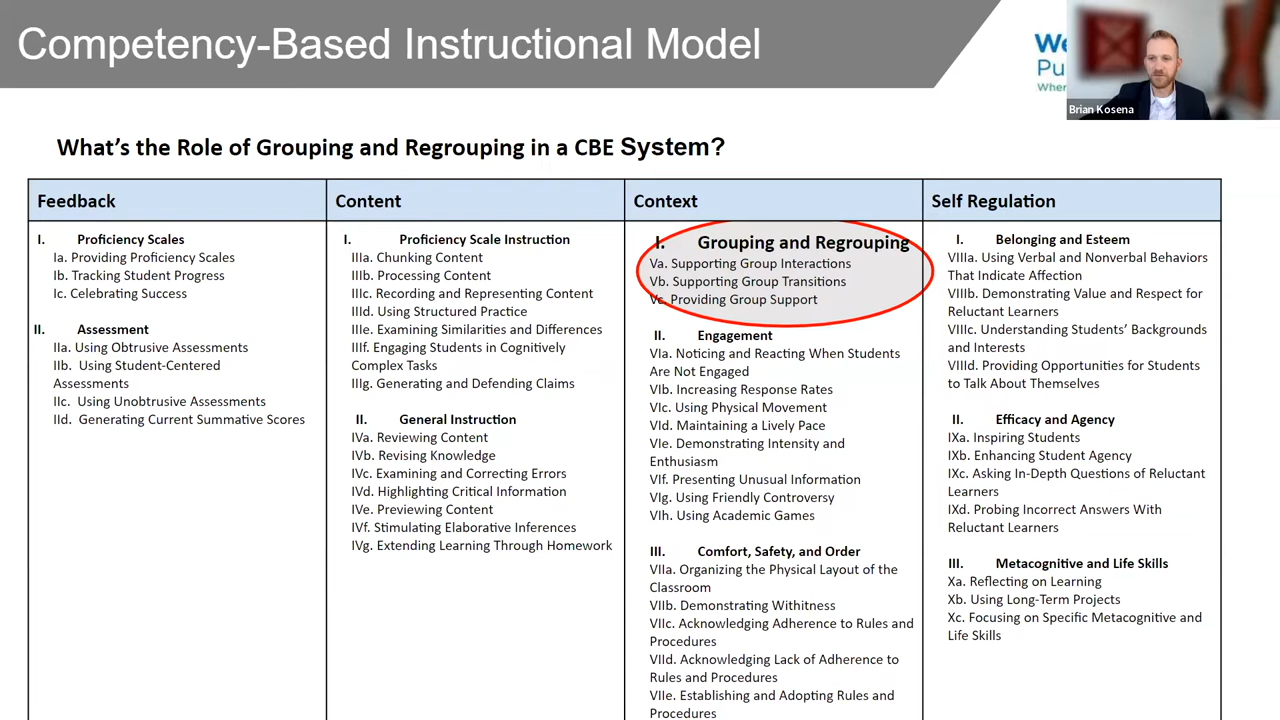 Competency-Based Instructional Model
We
Pu
Wher
Brian Kosena
What's the Role of Grouping and Regrouping in a CBE System?
Feedback
I. Proficiency Scales
Ia. Providing Proficiency Scales
Ib. Tracking Student Progress
Ic. Celebrating Success
II. Assessment
IIa. Using Obtrusive Assessments
IIb. Using Student-Centered
Assessments
IIc. Using Unobtrusive Assessments
IId. Generating Current Summative Scores
Content
I. Proficiency Scale Instruction
IIIa. Chunking Content
IIIb. Processing Content
IIIc. Recording and Representing Content
IIId. Using Structured Practice
IIIe. Examining Similarities and Differences
IIIf. Engaging Students in Cognitively
Complex Tasks
IIIg. Generating and Defending Claims
II. General Instruction
IVa. Reviewing Content
IVb. Revising Knowledge
IVc. Examining and Correcting Errors
IVd. Highlighting Critical Information
IVe. Previewing Content
IVf. Stimulating Elaborative Inferences
IVg. Extending Learning Through Homework
Context
I. Grouping and Regrouping
Va. Supporting Group Interactions
Vb. Supporting Group Transitions
Vc. Providing Group Support
II. Engagement
VIa. Noticing and Reacting When Students
Are Not Engaged
VIb. Increasing Response Rates
VIc. Using Physical Movement
VId. Maintaining a Lively Pace
VIe. Demonstrating Intensity and
Enthusiasm
VIf. Presenting Unusual Information
VIg. Using Friendly Controversy
VIh. Using Academic Games
III. Comfort, Safety, and Order
VIIa. Organizing the Physical Layout of the
Classroom
VIIb. Demonstrating Withitness
VIIc. Acknowledging Adherence to Rules and
Procedures
VIId. Acknowledging Lack of Adherence to
Rules and Procedures
VIIe. Establishing and Adopting Rules and
Procedures
Self Regulation
I. Belonging and Esteem
VIIIa. Using Verbal and Nonverbal Behaviors
That Indicate Affection
VIIIb. Demonstrating Value and Respect for
Reluctant Learners
VIIIc. Understanding Students' Backgrounds
and Interests
VIIId. Providing Opportunities for Students
to Talk About Themselves
II. Efficacy and Agency
IXa. Inspiring Students
IXb. Enhancing Student Agency
IXc. Asking In-Depth Questions of Reluctant
Learners
IXd. Probing Incorrect Answers With
Reluctant Learners
III. Metacognitive and Life Skills
Xa. Reflecting on Learning
Xb. Using Long-Term Projects
Xc. Focusing on Specific Metacognitive and
Life Skills